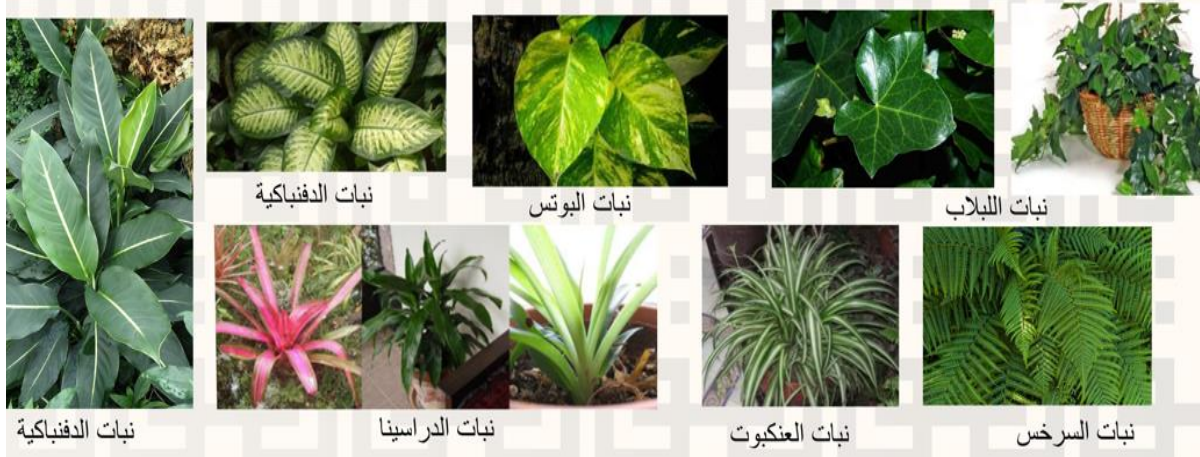 نبات اللبلاب
نبات البوتس
نبات الدفنباكية
نبات السرخس
نبات العنكبوت
نبات الدراسينا
نبات الدفنباكية